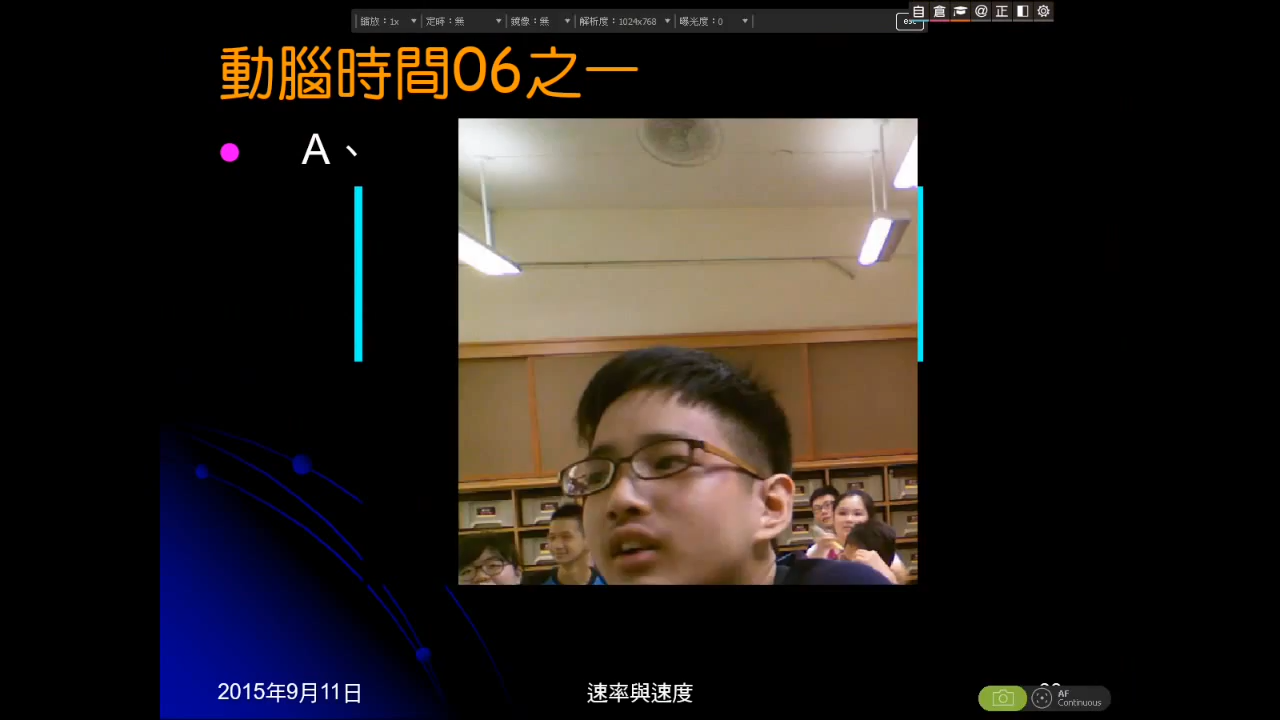 縮放：1x 定時：無 鏡像：無 解析度：1024x768 曝光度：0 esc
自 倉 @ 正
動腦時間06之一
A、
2015年9月11日 速率與速度
AF
Continuous